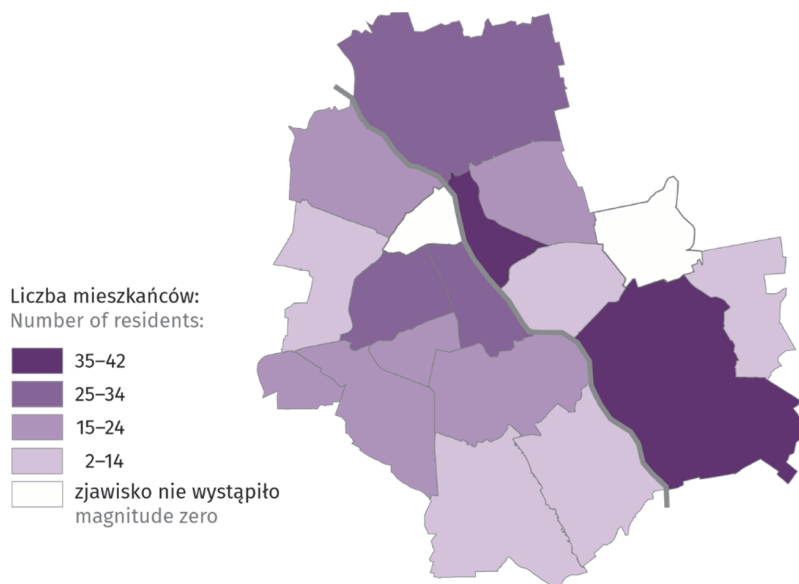 Liczba mieszkańców:
Number of residents:
35–42
25–34
15–24
2–14
zjawisko nie wystąpiło
magnitude zero